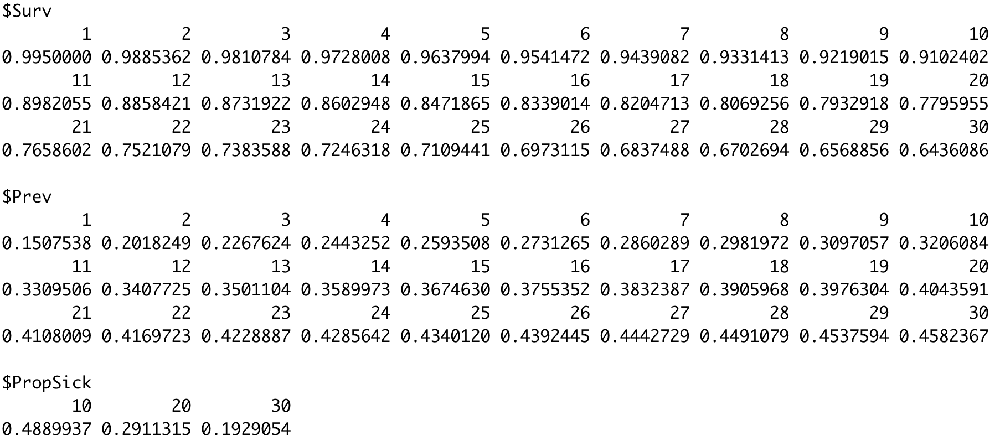 $Surv
1 2 3 4 5 6 7 8 9 10
0.9950000 0.9885362 0.9810784 0.9728008 0.9637994 0.9541472 0.9439082 0.9331413 0.9219015 0.9102402
11 12 13 14 15 16 17 18 19 20
0.8982055 0.8858421 0.8731922 0.8602948 0.8471865 0.8339014 0.8204713 0.8069256 0.7932918 0.7795955
21 22 23 24 25 26 27 28 29 30
0.7658602 0.7521079 0.7383588 0.7246318 0.7109441 0.6973115 0.6837488 0.6702694 0.6568856 0.6436086
$Prev
1 2 3 4 5 6 7 8 9 10
0.1507538 0.2018249 0.2267624 0.2443252 0.2593508 0.2731265 0.2860289 0.2981972 0.3097057 0.3206084
11 12 13 14 15 16 17 18 19 20
0.3309506 0.3407725 0.3501104 0.3589973 0.3674630 0.3755352 0.3832387 0.3905968 0.3976304 0.4043591
21 22 23 24 25 26 27 28 29 30
0.4108009 0.4169723 0.4228887 0.4285642 0.4340120 0.4392445 0.4442729 0.4491079 0.4537594 0.4582367
$PropSick
10 20 30
0.4889937 0.2911315 0.1929054